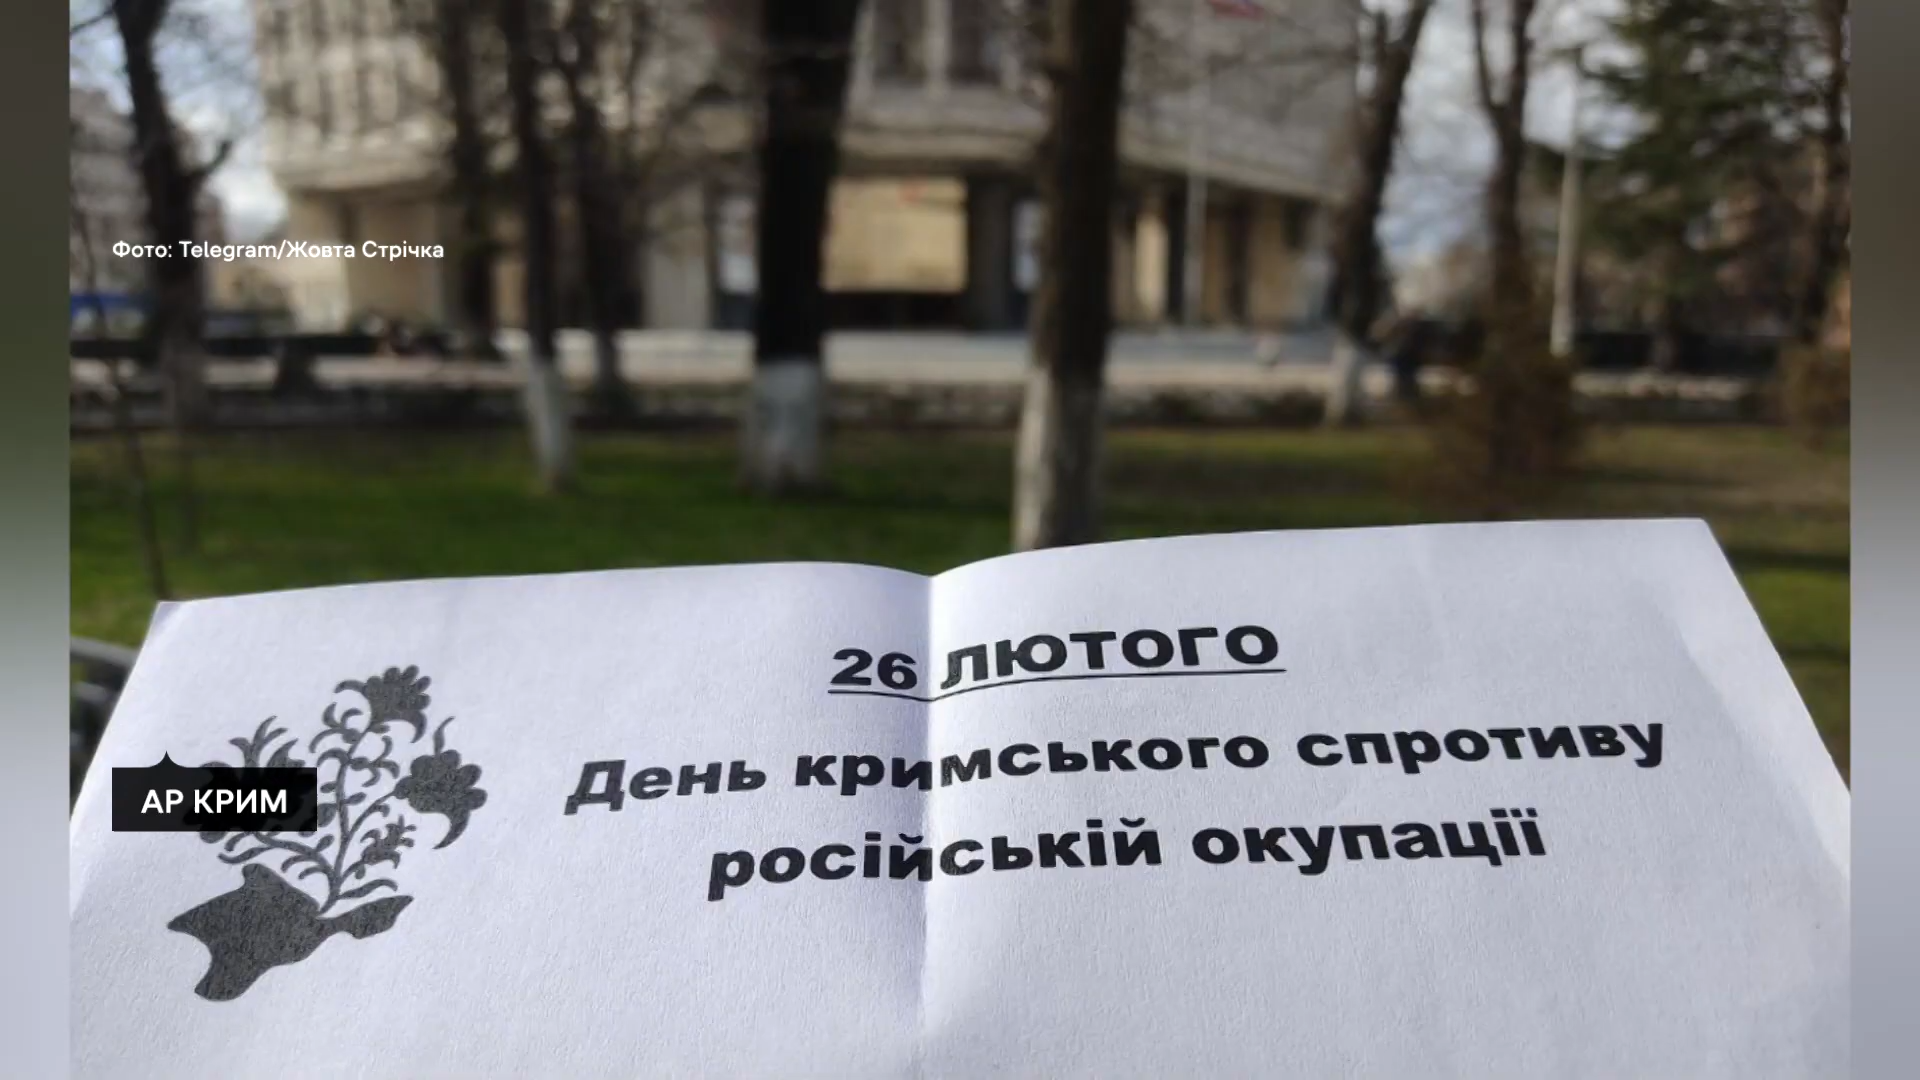 Фото: Telegram/Жовта Стрічка
26 ЛЮТОГО
День кримського спротиву
АР КРИМ
російській окупації